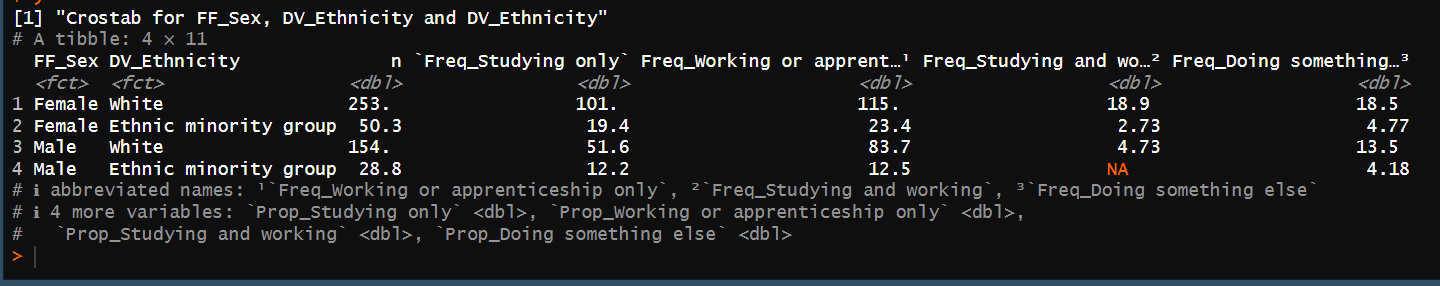 [1] "Crostab for FF_Sex, DV_Ethnicity and DV_Ethnicity"
# A tibble: 4 × 11
  FF_Sex DV_Ethnicity              n `Freq_Studying only` Freq_Working or apprent…¹ Freq_Studying and wo…² Freq_Doing something…³
  <fct>  <fct>                 <dbl>                <dbl>                     <dbl>                  <dbl>                  <dbl>
1 Female White                 253.                 101.                      115.                   18.9                   18.5
2 Female Ethnic minority group  50.3                 19.4                      23.4                   2.73                   4.77
3 Male   White                 154.                  51.6                      83.7                   4.73                  13.5
4 Male   Ethnic minority group  28.8                 12.2                      12.5                  NA                      4.18
# ℹ abbreviated names: ¹`Freq_Working or apprenticeship only`, ²`Freq_Studying and working`, ³`Freq_Doing something else`
# ℹ 4 more variables: `Prop_Studying only` <dbl>, `Prop_Working or apprenticeship only` <dbl>,
#   `Prop_Studying and working` <dbl>, `Prop_Doing something else` <dbl>
>